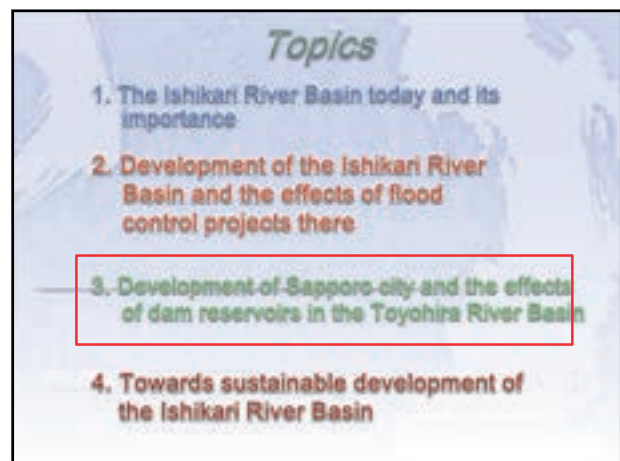 Topics
1. The Ishikari River Basin today and its
importance
2. Development of the Ishikari River
Basin and the effects of flood
control projects there
3. Development of Sapporo city and the effects
of dam reservoirs in the Toyohira River Basin
4. Towards sustainable development of
the Ishikari River Basin